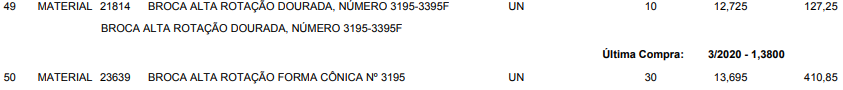 49 MATERIAL 21814 BROCA ALTA ROTAÇÃO DOURADA, NÚMERO 3195-3395F UN 10 12,725 127,25
BROCA ALTA ROTAÇÃO DOURADA, NÚMERO 3195-3395F
Última Compra: 3/2020 - 1,3800
50 MATERIAL 23639 BROCA ALTA ROTAÇÃO FORMA CÔNICA Nº 3195 UN 30 13,695 410,85